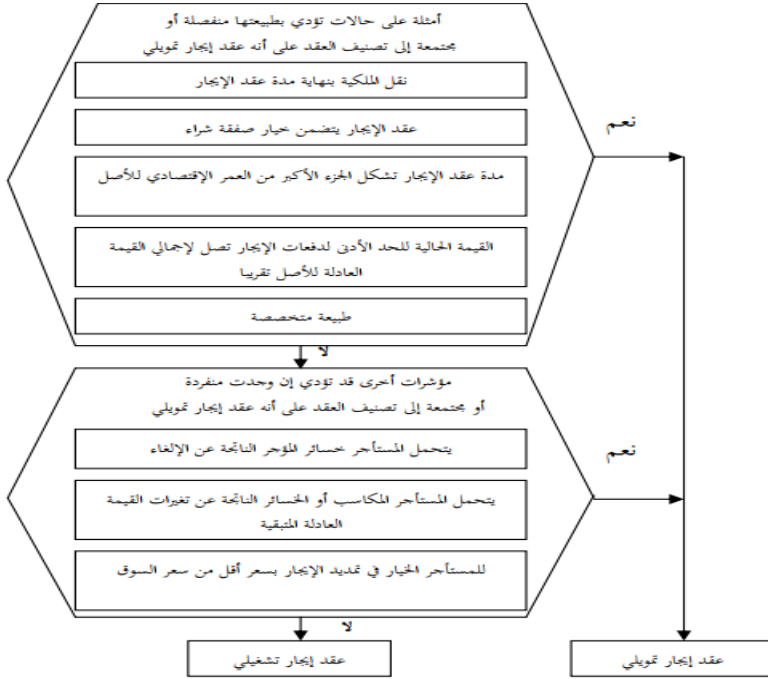 أمثلة على حالات تؤدي بطبيعتها منفصلة أو
مجتمعة إلى تصنيف العقد على أنه عقد إيجار تمويلي
نقل الملكية بنهاية مدة عقد الإيجار
عقد الإيجار يتضمن خيار صفقة شراء
مدة عقد الإيجار تشكل الجزء الأكبر من العمر الإقتصادي للأصل
القيمة الحالية للحد الأدنى لدفعات الإيجار تصل لإجمالي القيمة
العادلة للأصل تقريبا
طبيعة متخصصة
نعم
لا
مؤشرات أخرى قد تؤدي إن وحدت منفردة
أو مجتمعة إلى تصنيف العقد على أنه عقد إيجار تمويلي
يتحمل المستأجر خسائر المؤجر الناتجة عن الإلغاء
يتحمل المستأجر المكاسب أو الخسائر الناتجة عن تغيرات القيمة
العادلة المتبقية
للمستأجر الخيار في تمديد الإيجار بسعر أقل من سعر السوق
نعم
لا
عقد إيجار تشغيلي
عقد إيجار تمويلي